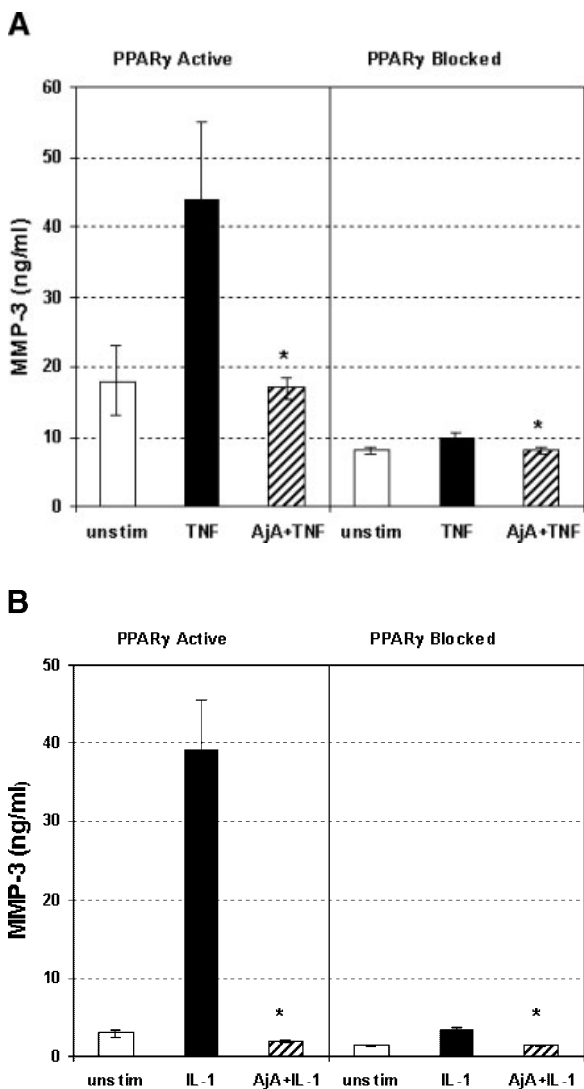 A
PPARγ Active PPARγ Blocked
60
50
40
30
20
10
0
MMP-3 (ng/ml)
* *
unstim TNF AjA+TNF unstim TNF AjA+TNF
B
PPARγ Active PPARγ Blocked
50
40
30
20
10
0
MMP-3 (ng/ml)
* *
unstim IL-1 AjA+IL-1 unstim IL-1 AjA+IL-1